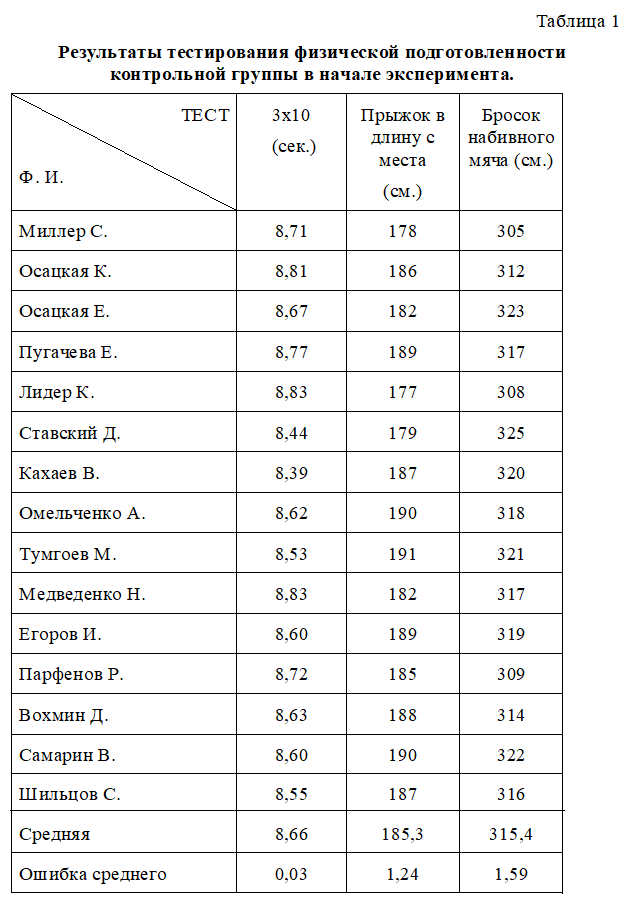 Таблица 1
Результаты тестирования физической подготовленности
контрольной группы в начале эксперимента.
ТЕСТ
Ф. И.
3х10
(сек.)
Прыжок в
длину с
места
(см.)
Бросок
набивного
мяча (см.)
Миллер С. 8,71 178 305
Осацкая К. 8,81 186 312
Осацкая Е. 8,67 182 323
Пугачева Е. 8,77 189 317
Лидер К. 8,83 177 308
Ставский Д. 8,44 179 325
Кахаев В. 8,39 187 320
Омельченко А. 8,62 190 318
Тумгоев М. 8,53 191 321
Медведенко Н. 8,83 182 317
Егоров И. 8,60 189 319
Парфенов Р. 8,72 185 309
Вохмин Д. 8,63 188 314
Самарин В. 8,60 190 322
Шильцов С. 8,55 187 316
Средняя 8,66 185,3 315,4
Ошибка среднего 0,03 1,24 1,59